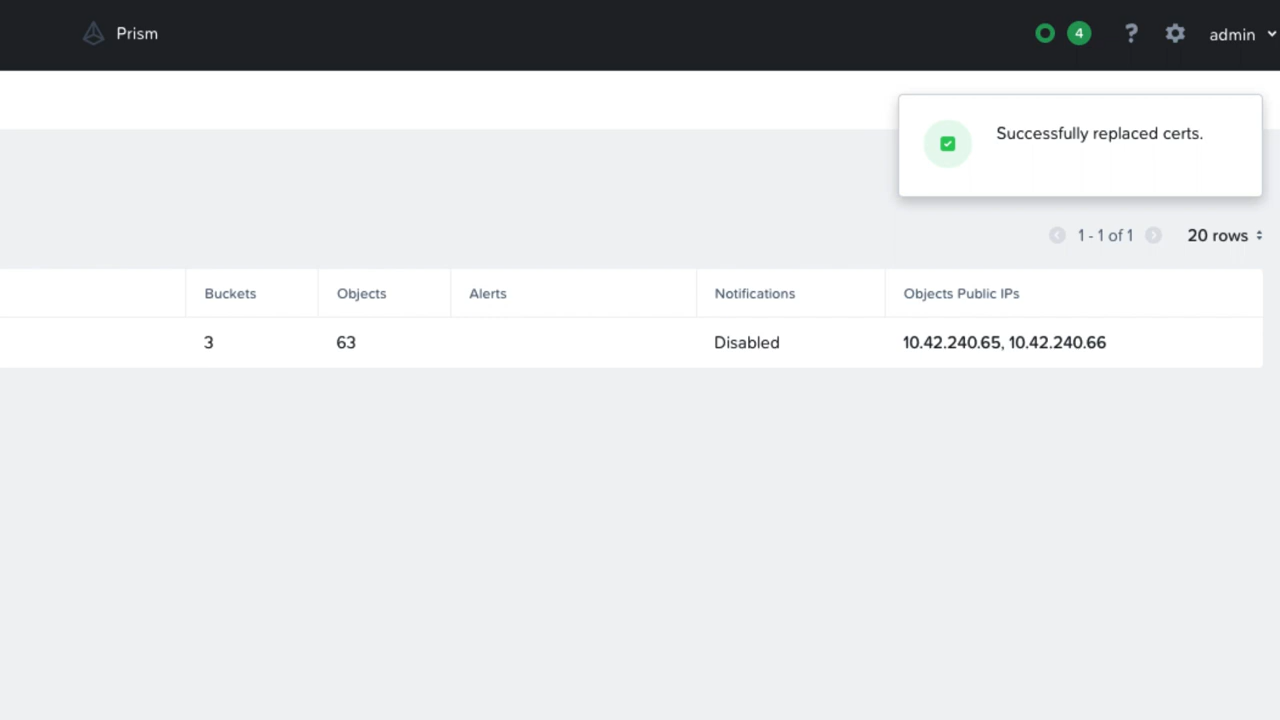 Prism
4
?
admin
Successfully replaced certs.
1 - 1 of 1
20 rows
Buckets Objects Alerts Notifications Objects Public IPs
3 63 Disabled 10.42.240.65, 10.42.240.66